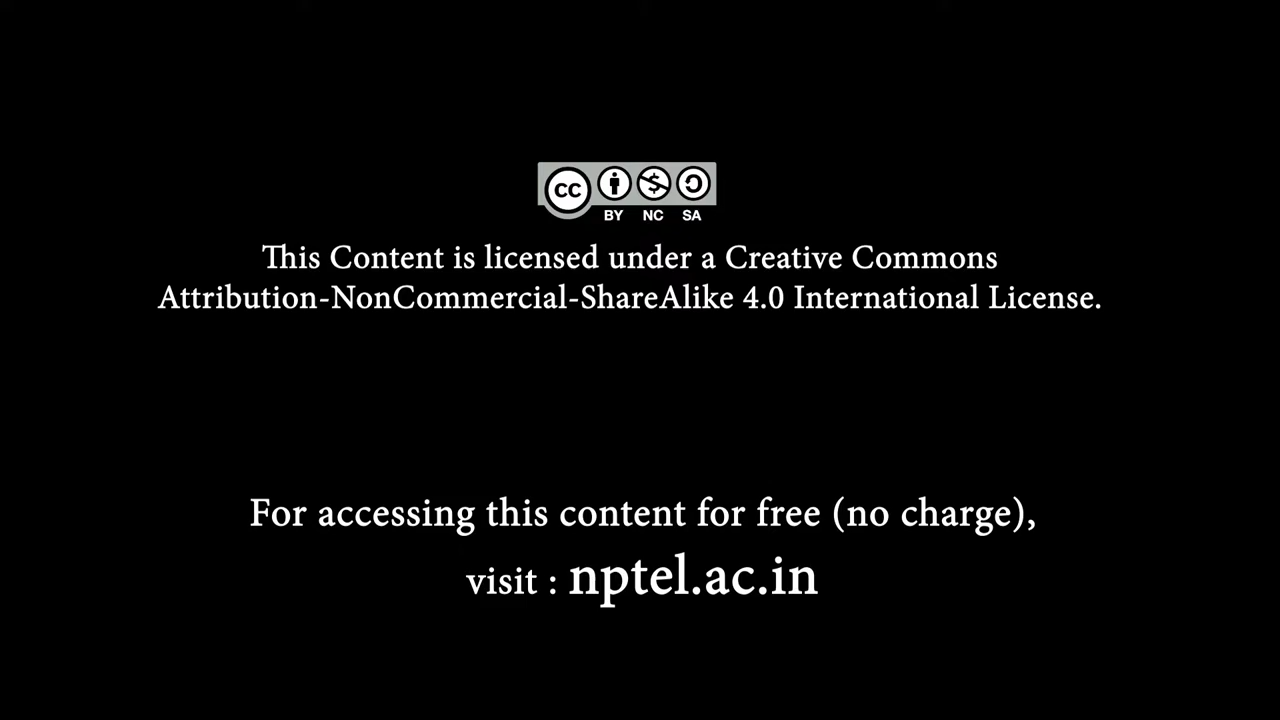 CC BY NC SA
This Content is licensed under a Creative Commons
Attribution-NonCommercial-ShareAlike 4.0 International License.
For accessing this content for free (no charge),
visit : nptel.ac.in